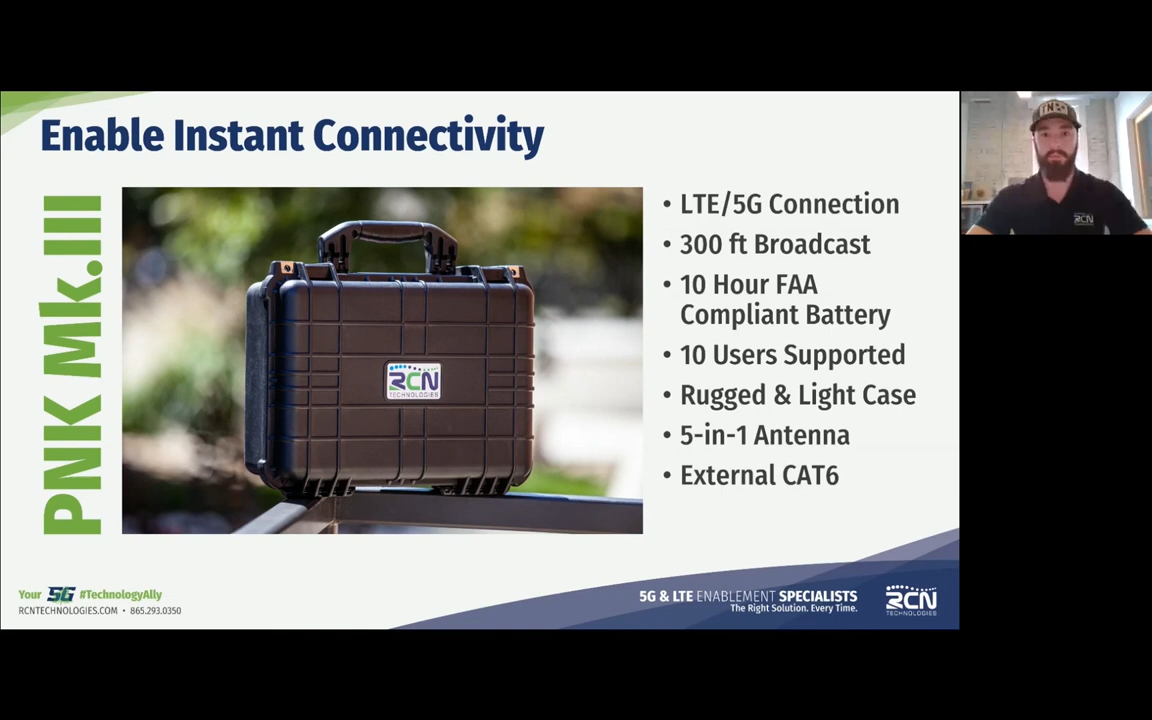 Enable Instant Connectivity
PNK Mk.III
RCN
TECHNOLOGIES
• LTE/5G Connection
• 300 ft Broadcast
• 10 Hour FAA
Compliant Battery
• 10 Users Supported
• Rugged & Light Case
• 5-in-1 Antenna
• External CAT6
Your 5G #TechnologyAlly
RCNTECHNOLOGIES.COM • 865.293.0350
5G & LTE ENABLEMENT SPECIALISTS
The Right Solution. Every Time.
RCN
TECHNOLOGIES
RCN